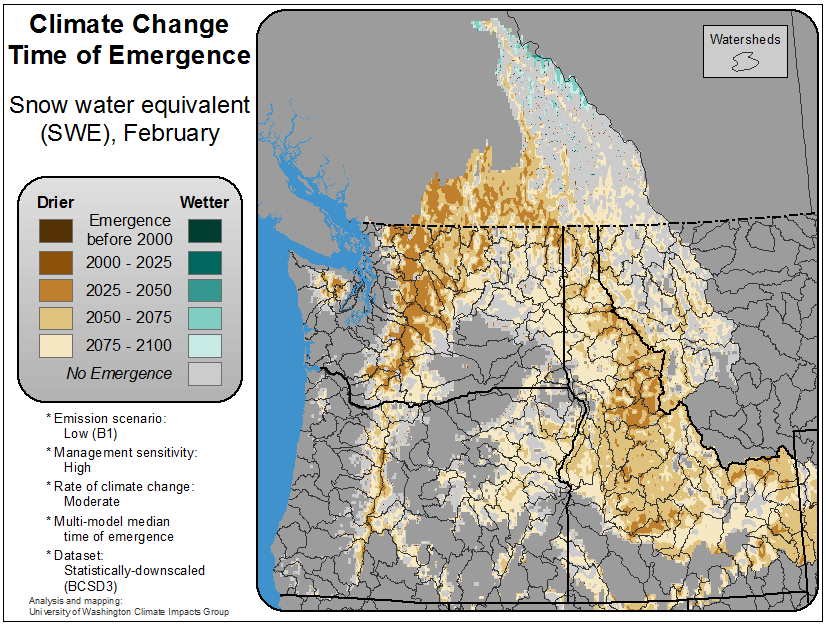 Climate Change
Time of Emergence
Snow water equivalent
(SWE), February
Drier
Wetter
Emergence
before 2000
2000 - 2025
2025 - 2050
2050 - 2075
2075 - 2100
No Emergence
* Emission scenario:
Low (B1)
* Management sensitivity:
High
* Rate of climate change:
Moderate
* Multi-model median
time of emergence
* Dataset:
Statistically-downscaled
(BCSD3)
Analysis and mapping:
University of Washington Climate Impacts Group
Watersheds